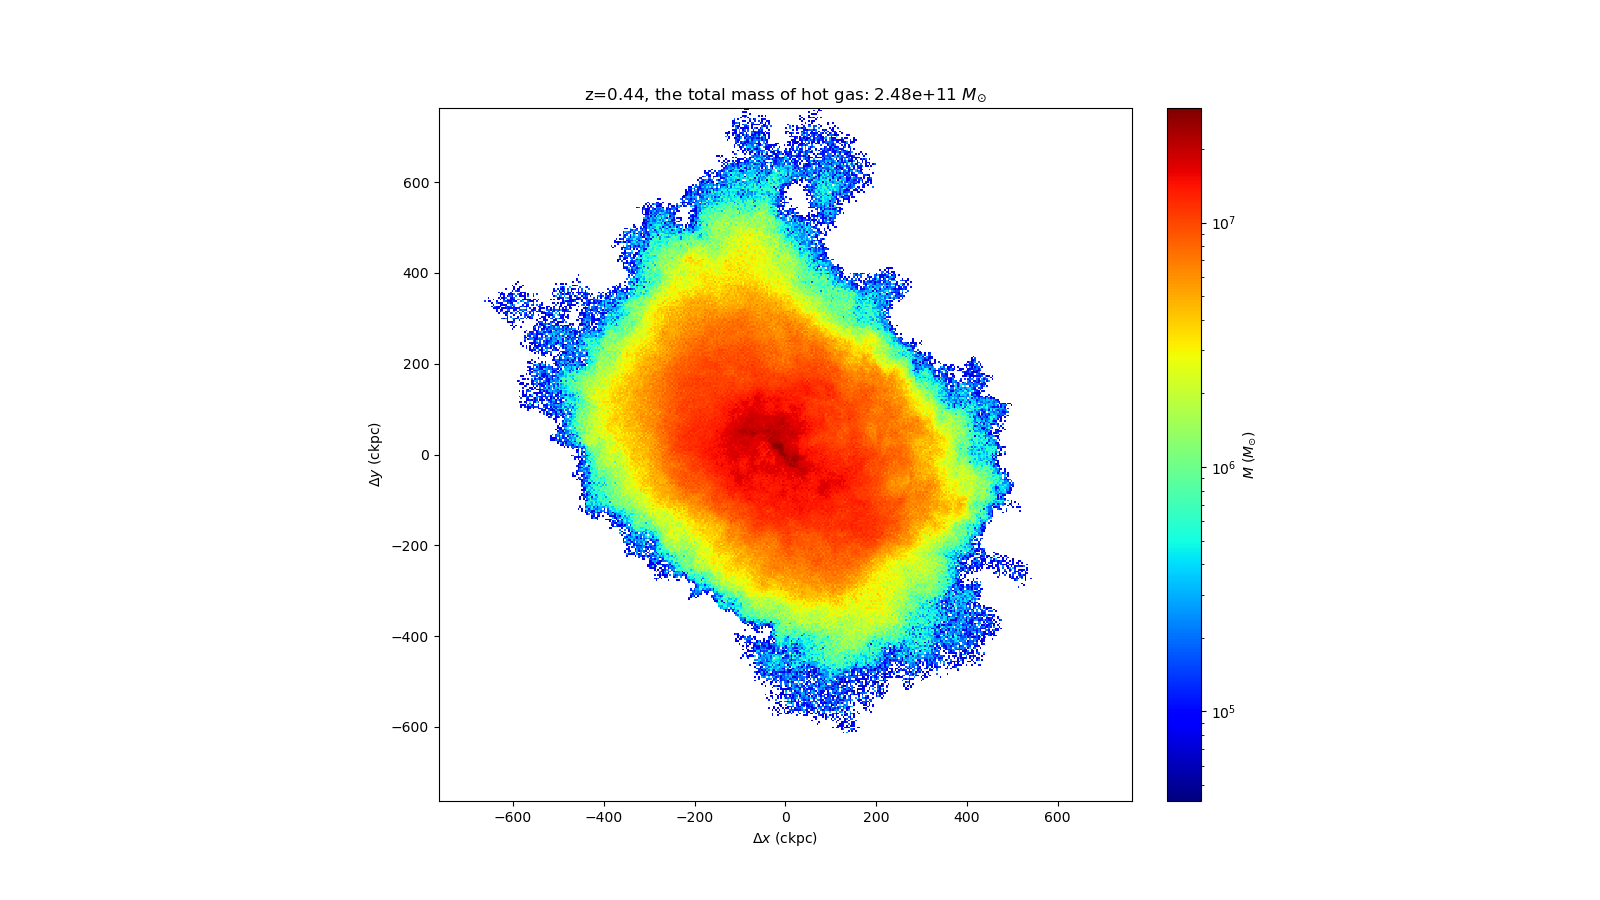 z=0.44, the total mass of hot gas: 2.48e+11 M⊙
600
400
200
0
−200
−400
−600
Δy (ckpc)
−600 −400 −200 0 200 400 600
Δx (ckpc)
10⁷
10⁶
10⁵
M (M⊙)